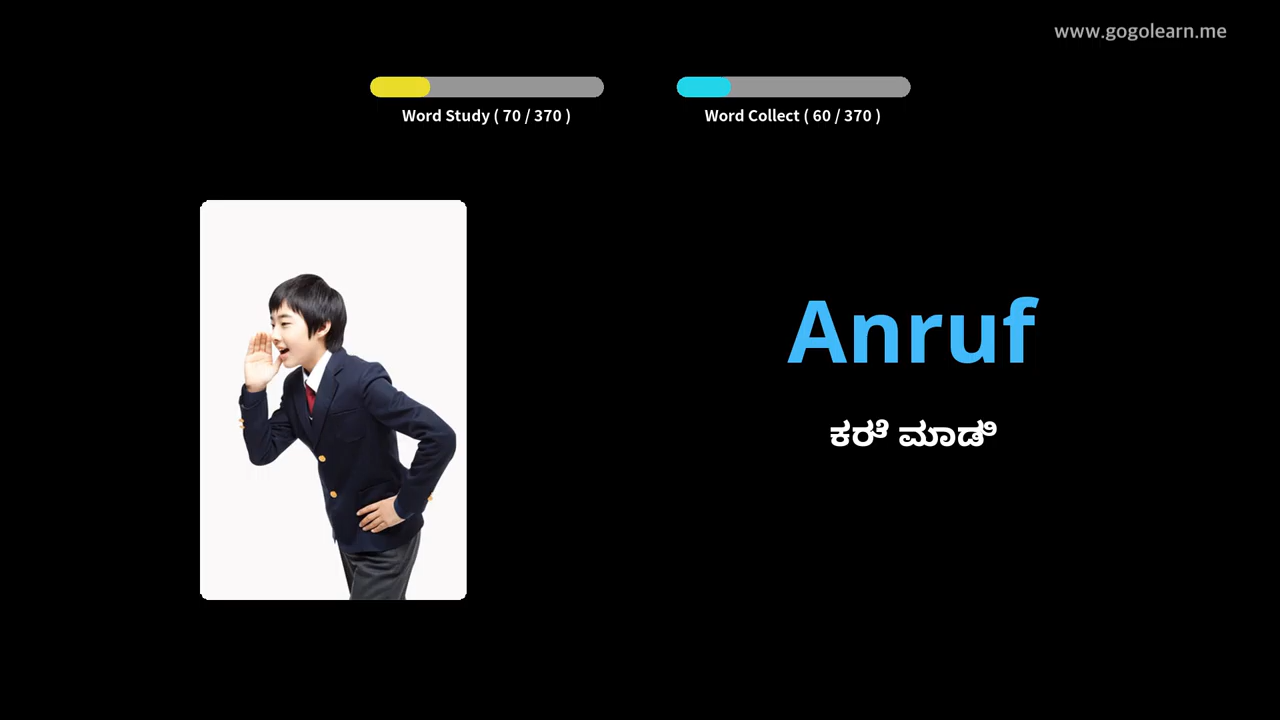 www.gogolearn.me
Word Study ( 70 / 370 )
Word Collect ( 60 / 370 )
Anruf
ಕರೆ ಮಾಡಿ